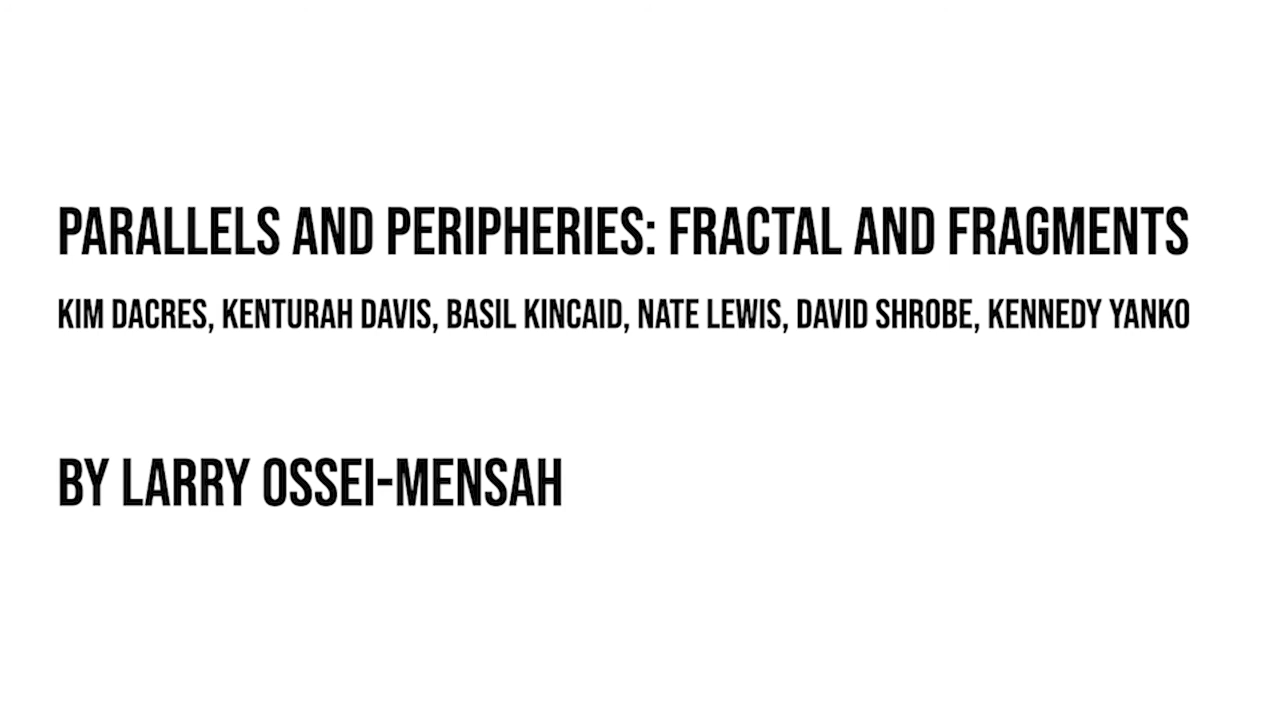 PARALLELS AND PERIPHERIES: FRACTAL AND FRAGMENTS
KIM DACRES, KENTURAH DAVIS, BASIL KINCAID, NATE LEWIS, DAVID SHROBE, KENNEDY YANKO
BY LARRY OSSEI-MENSAH